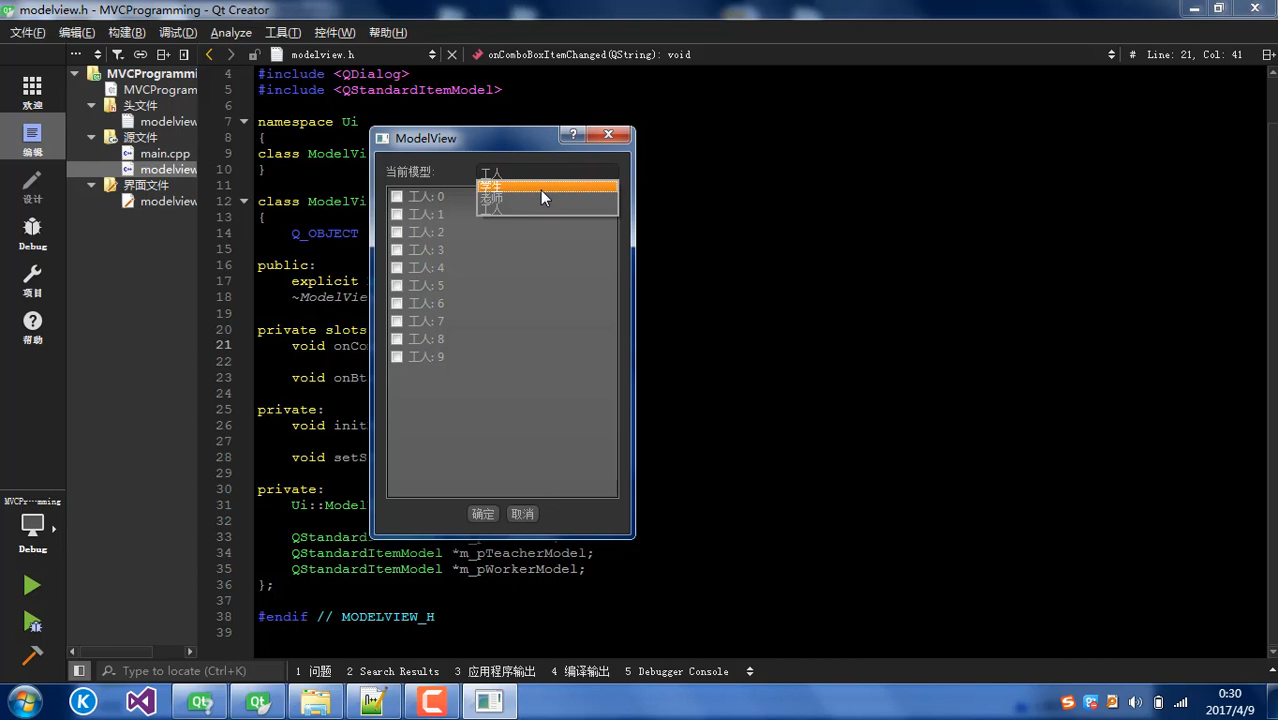 modelview.h - MVCProgramming - Qt Creator
文件(F) 编辑(E) 构建(B) 调试(D) Analyze 工具(T) 控件(W) 帮助(H)
modelview.h
onComboBoxItemChanged(QString): void
# Line: 21, Col: 41
欢迎
编辑
设计
Debug
项目
帮助
MVCProgrammi
MVCProgram
头文件
modelview
源文件
main.cpp
modelview
界面文件
modelview
4 #include <QDialog>
5 #include <QStandardItemModel>
6
7 namespace Ui
8 {
9 class ModelVi
10 }
11
12 class ModelVi
13 {
14 Q_OBJECT
15
16 public:
17 explicit
18 ~ModelVie
19
20 private slots
21 void onCo
22
23 void onBt
24
25 private:
26 void init
27
28 void setS
29
30 private:
31 Ui::Model
32
33 QStandard
34 QStandardItemModel *m_pTeacherModel;
35 QStandardItemModel *m_pWorkerModel;
36 };
37
38 #endif // MODELVIEW_H
39
ModelView
当前模型:
工人
学生
老师
工人
工人: 0
工人: 1
工人: 2
工人: 3
工人: 4
工人: 5
工人: 6
工人: 7
工人: 8
工人: 9
确定 取消
MVCPr···mming
Debug
Type to locate (Ctrl+K)
1 问题 2 Search Results 3 应用程序输出 4 编译输出 5 Debugger Console
0:30
2017/4/9